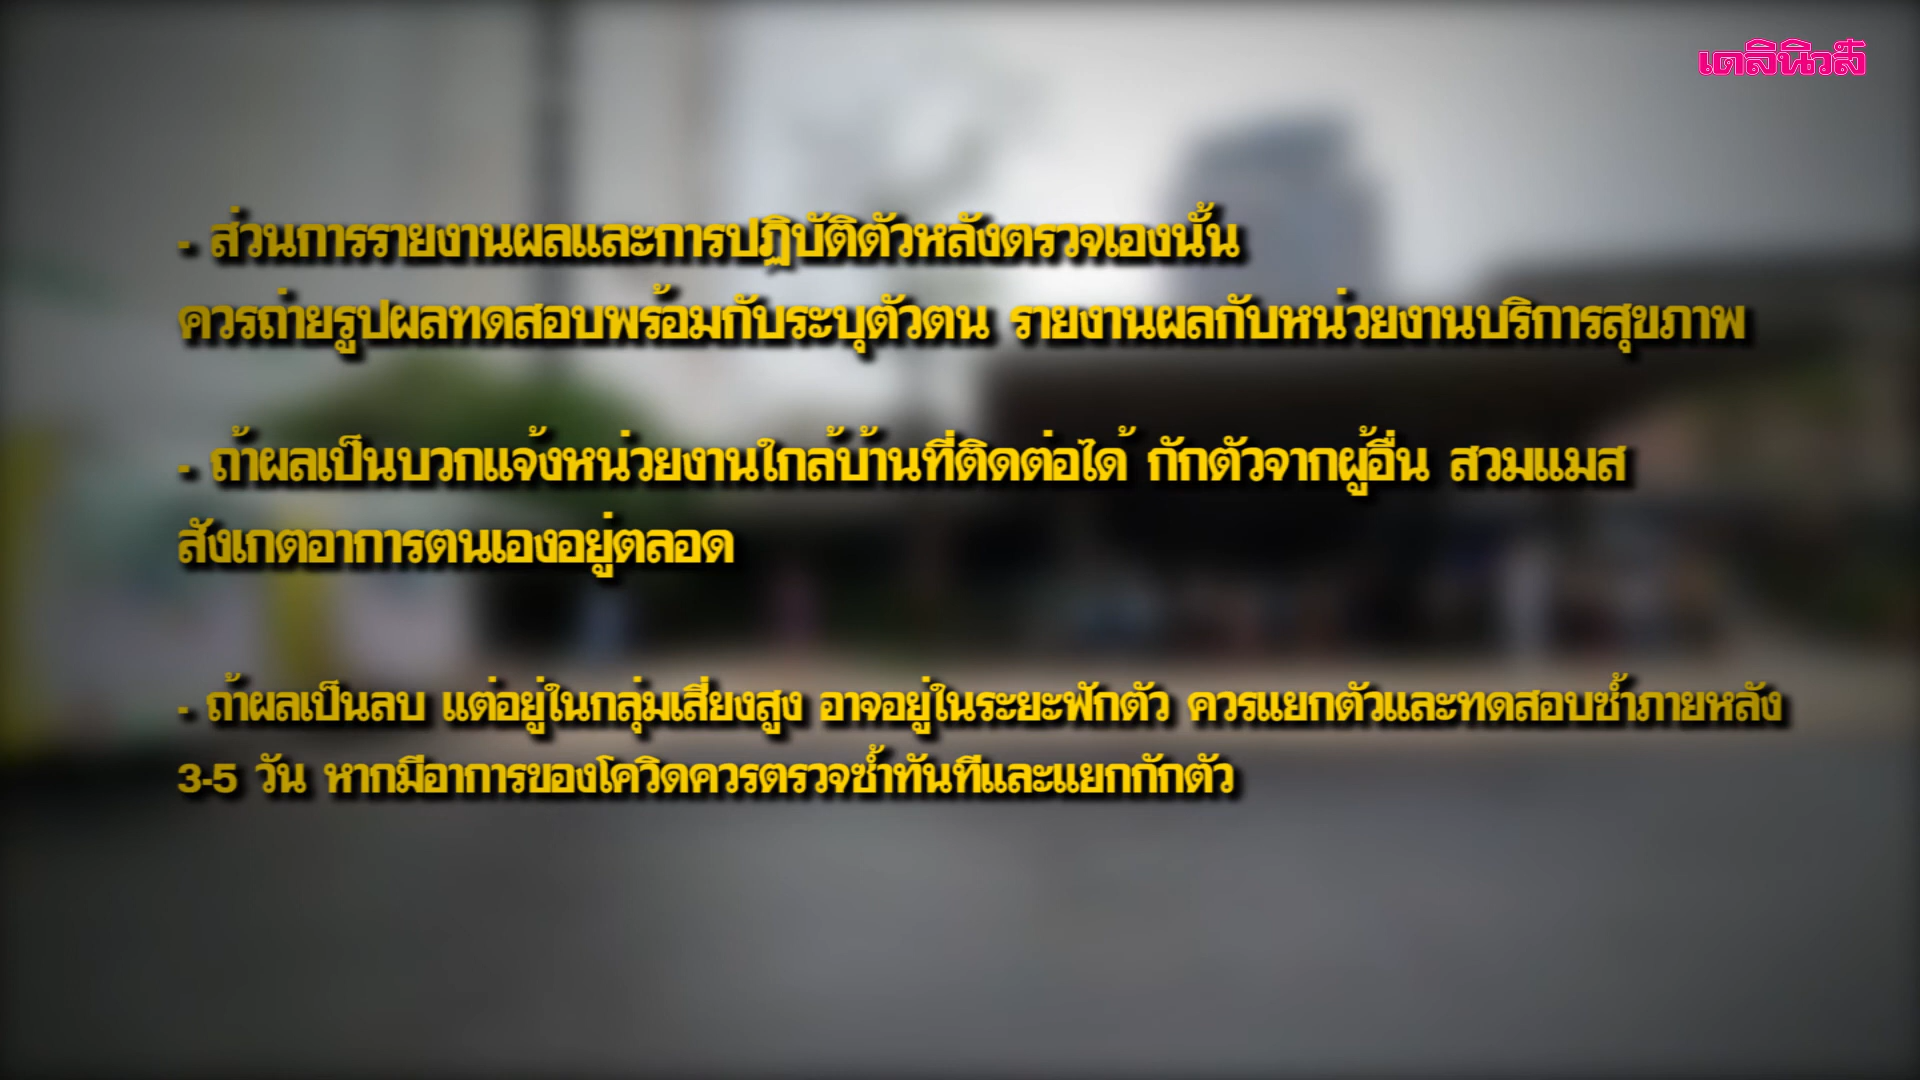 เดลินิวส์
- ส่วนการรายงานผลและการปฏิบัติตัวหลังตรวจเองนั้น
ควรถ่ายรูปผลทดสอบพร้อมกับระบุตัวตน รายงานผลกับหน่วยงานบริการสุขภาพ
- ถ้าผลเป็นบวกแจ้งหน่วยงานใกล้บ้านที่ติดต่อได้ กักตัวจากผู้อื่น สวมแมส
สังเกตอาการตนเองอยู่ตลอด
- ถ้าผลเป็นลบ แต่อยู่ในกลุ่มเสี่ยงสูง อาจอยู่ในระยะฟักตัว ควรแยกตัวและทดสอบซ้ำภายหลัง
3-5 วัน หากมีอาการของโควิดควรตรวจซ้ำทันทีและแยกกักตัว